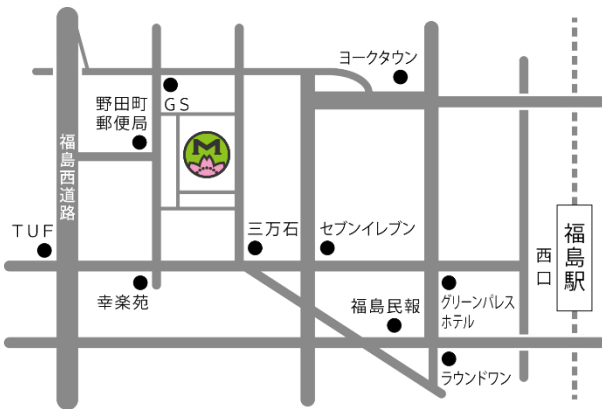 ヨークタウン
GS
野田町
郵便局
M
福島西道路
TUF
三万石
セブンイレブン
西口
福島駅
幸楽苑
福島民報
グリーンパレス
ホテル
ラウンドワン